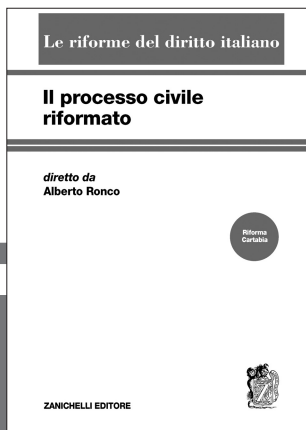 Le riforme del diritto italiano
Il processo civile
riformato
diretto da
Alberto Ronco
Riforma
Cartabia
ZANICHELLI EDITORE